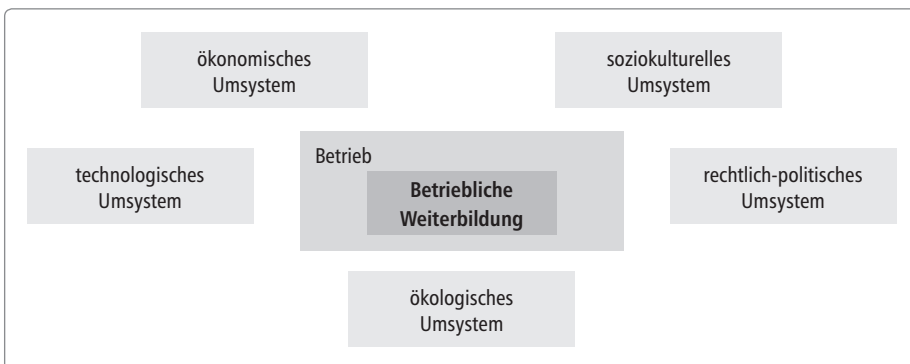 ökonomisches
Umsystem
soziokulturelles
Umsystem
technologisches
Umsystem
Betrieb
Betriebliche
Weiterbildung
rechtlich-politisches
Umsystem
ökologisches
Umsystem